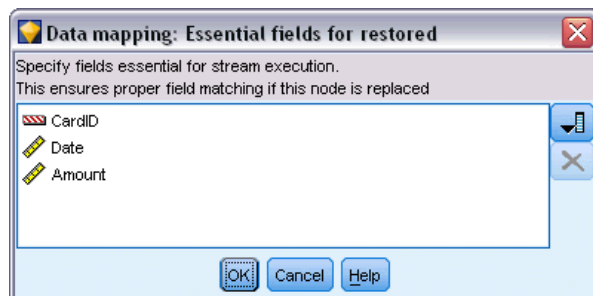 Data mapping: Essential fields for restored
Specify fields essential for stream execution.
This ensures proper field matching if this node is replaced
CardID
Date
Amount
OK Cancel Help